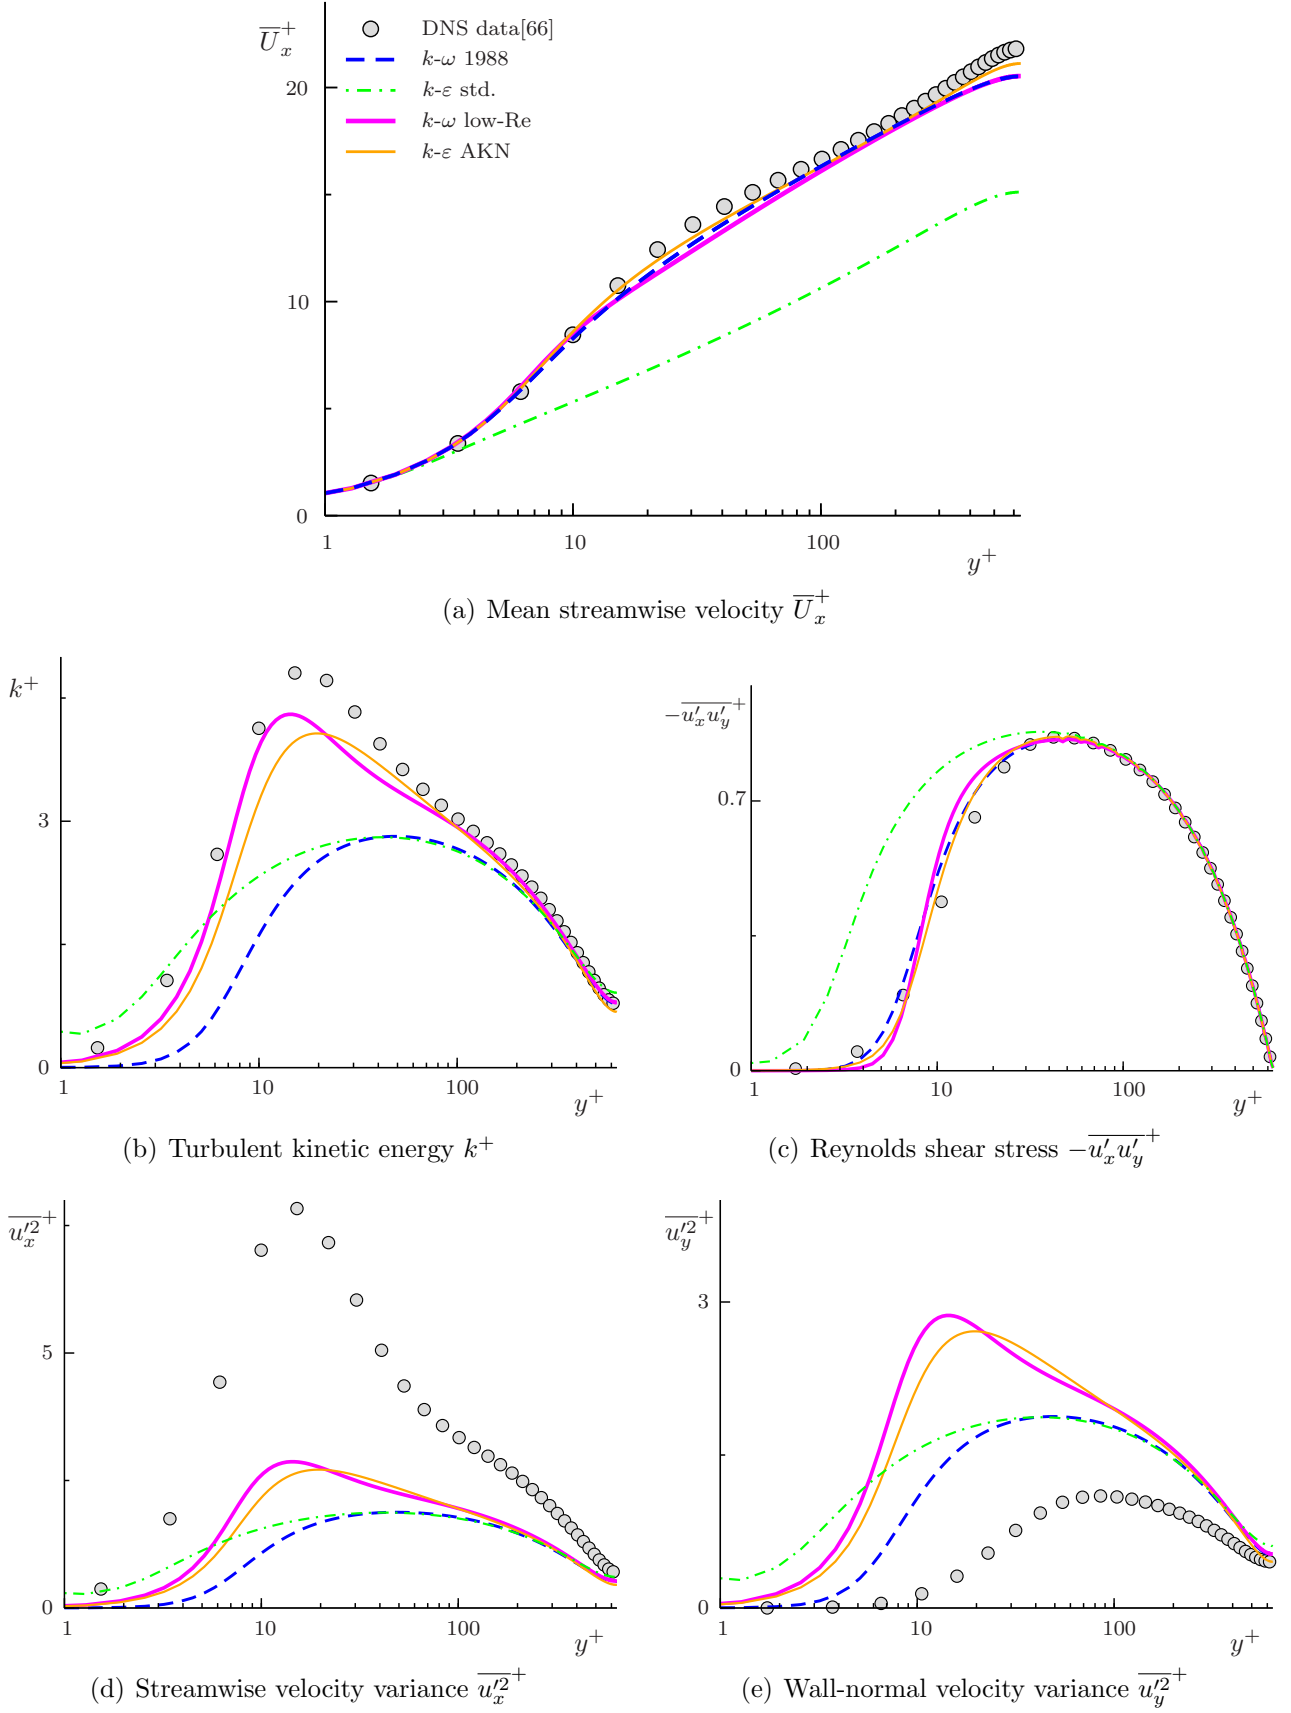 U̅ₓ⁺
DNS data[66]
k-ω 1988
k-ε std.
k-ω low-Re
k-ε AKN
20
10
0
1 10 100
y⁺
(a) Mean streamwise velocity U̅ₓ⁺
k⁺
3
0
1 10 100
y⁺
(b) Turbulent kinetic energy k⁺
$-\overline{u'_x u'_y}^+$
0.7
0
1 10 100
y⁺
(c) Reynolds shear stress $-\overline{u'_x u'_y}^+$
$\overline{u'^2_x}^+$
5
0
1 10 100
y⁺
(d) Streamwise velocity variance $\overline{u'^2_x}^+$
$\overline{u'^2_y}^+$
3
0
1 10 100
y⁺
(e) Wall-normal velocity variance $\overline{u'^2_y}^+$